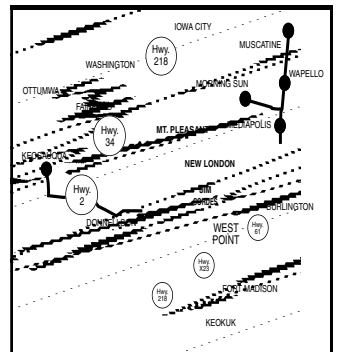 IOWA CITY
Hwy.
218
MUSCATINE
WASHINGTON
WAPELLO
OTTUMWA
MORNING SUN
Hwy.
34
MT. PLEASANT
MEDIAPOLIS
KEOSAUQUA
NEW LONDON
Hwy.
2
BURLINGTON
WEST
POINT
Hwy.
61
Hwy.
X23
Hwy.
218
FORT MADISON
KEOKUK